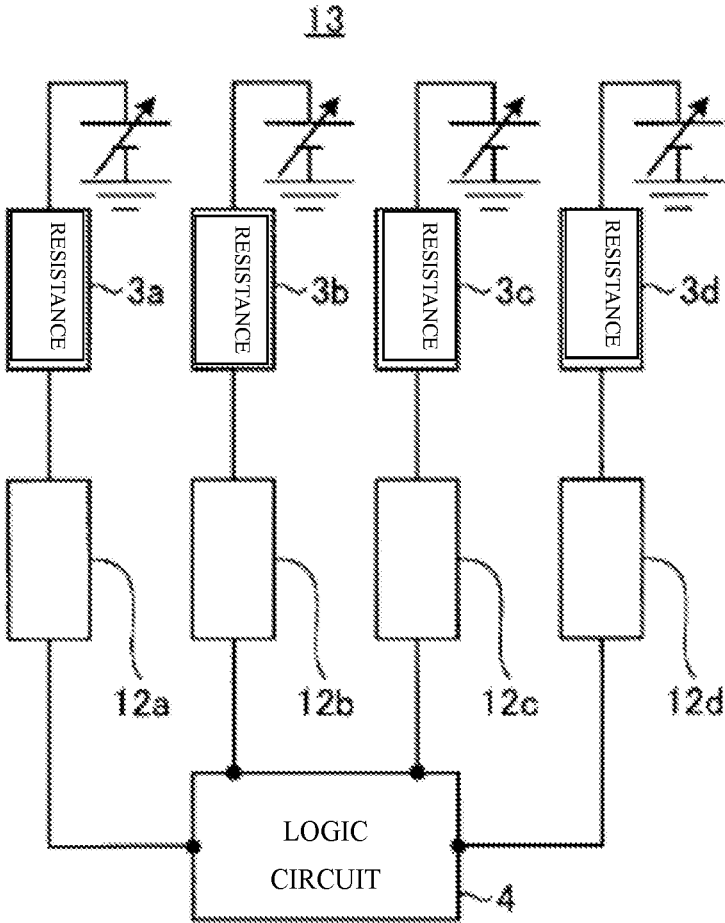 13
RESISTANCE
3a
RESISTANCE
3b
RESISTANCE
3c
RESISTANCE
3d
12a
12b
12c
12d
LOGIC
CIRCUIT
4